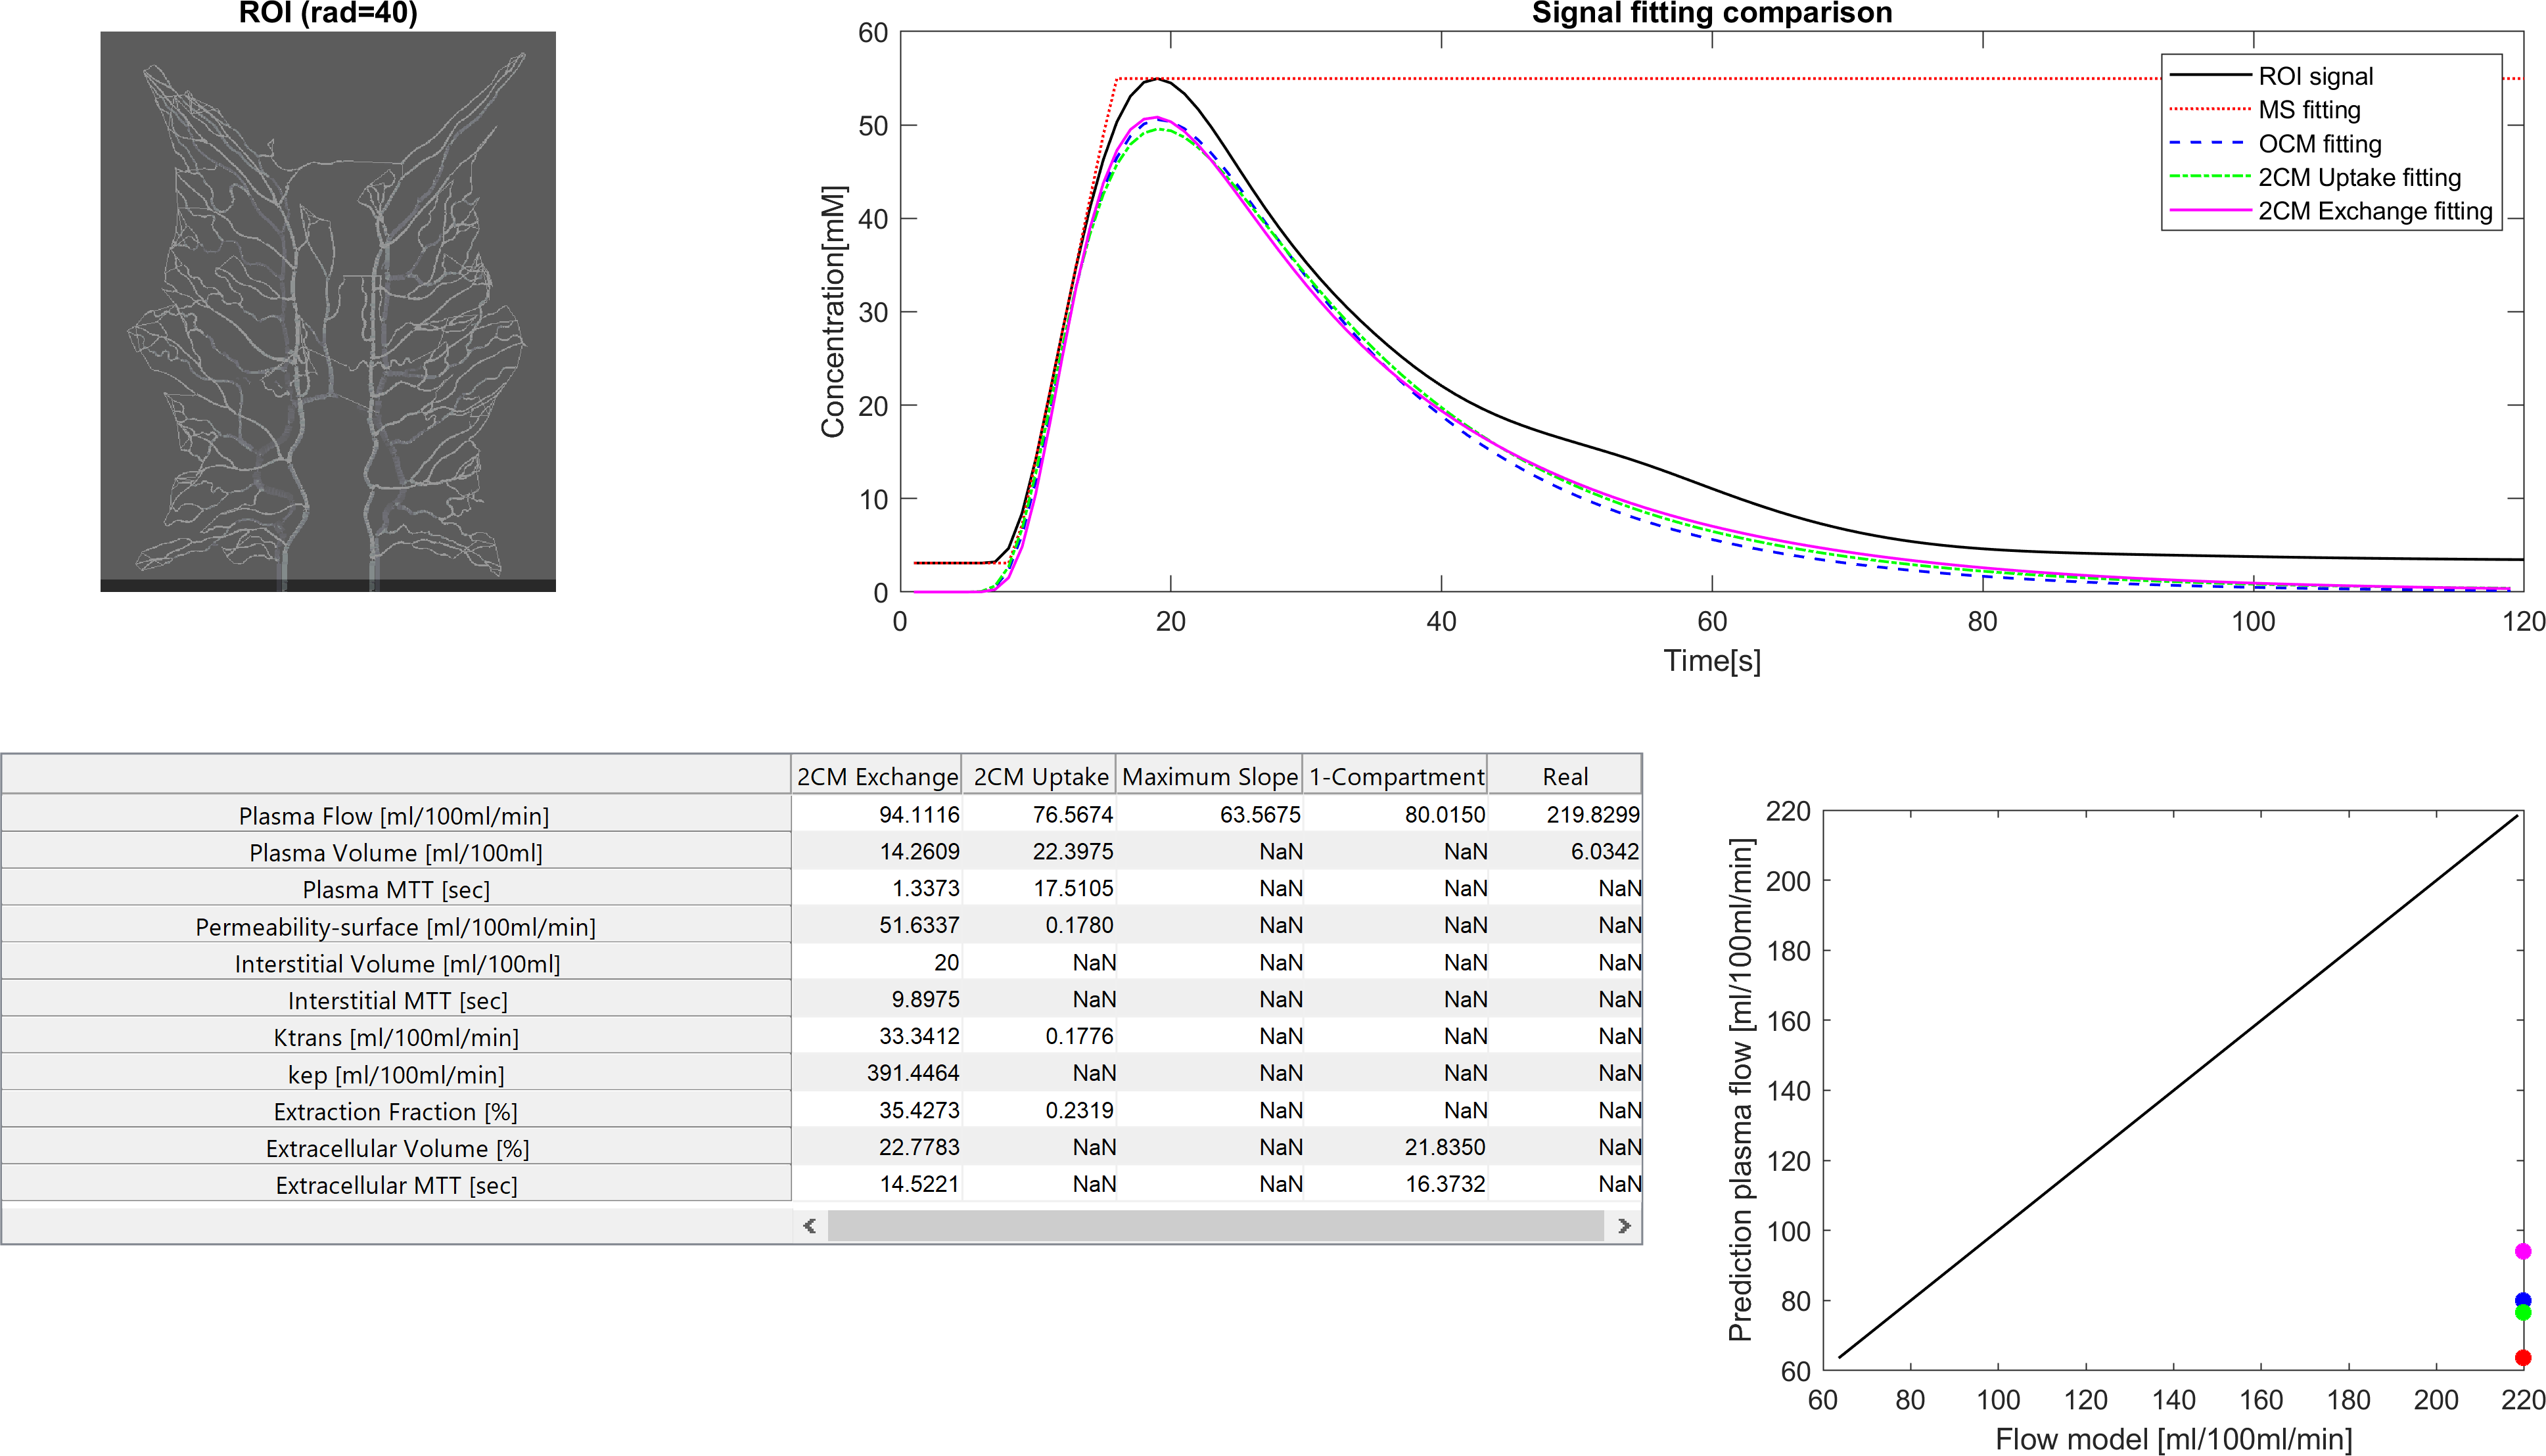 ROI (rad=40)
Signal fitting comparison
60
50
40
30
20
10
0
Concentration[mM]
0 20 40 60 80 100 120
Time[s]
ROI signal
MS fitting
OCM fitting
2CM Uptake fitting
2CM Exchange fitting
2CM Exchange 2CM Uptake Maximum Slope 1-Compartment Real
Plasma Flow [ml/100ml/min] 94.1116 76.5674 63.5675 80.0150 219.8299
Plasma Volume [ml/100ml] 14.2609 22.3975 NaN NaN 6.0342
Plasma MTT [sec] 1.3373 17.5105 NaN NaN NaN
Permeability-surface [ml/100ml/min] 51.6337 0.1780 NaN NaN NaN
Interstitial Volume [ml/100ml] 20 NaN NaN NaN NaN
Interstitial MTT [sec] 9.8975 NaN NaN NaN NaN
Ktrans [ml/100ml/min] 33.3412 0.1776 NaN NaN NaN
kep [ml/100ml/min] 391.4464 NaN NaN NaN NaN
Extraction Fraction [%] 35.4273 0.2319 NaN NaN NaN
Extracellular Volume [%] 22.7783 NaN NaN 21.8350 NaN
Extracellular MTT [sec] 14.5221 NaN NaN 16.3732 NaN
220
200
180
160
140
120
100
80
60
Prediction plasma flow [ml/100ml/min]
60 80 100 120 140 160 180 200 220
Flow model [ml/100ml/min]